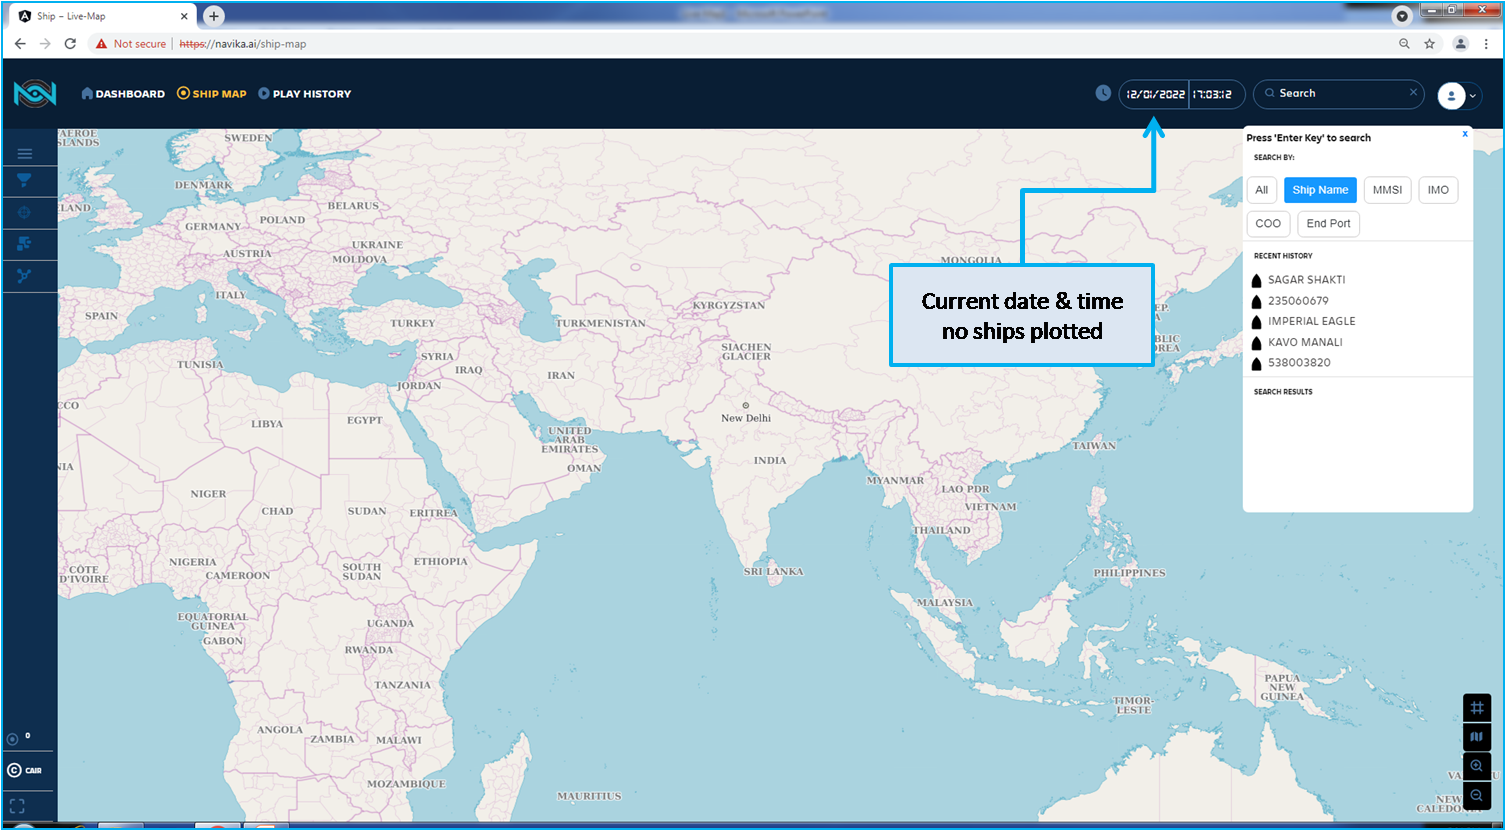 Ship – Live-Map
Not secure
https://navika.ai/ship-map
DASHBOARD
SHIP MAP
PLAY HISTORY
12/01/2022
17:03:12
Search
Press 'Enter Key' to search
x
SEARCH BY:
All
Ship Name
MMSI
IMO
COO
End Port
RECENT HISTORY
SAGAR SHAKTI
235060679
IMPERIAL EAGLE
KAVO MANALI
538003820
SEARCH RESULTS
Current date & time
no ships plotted
FAEROE
ISLANDS
SWEDEN
DENMARK
ELAND
BELARUS
POLAND
GERMANY
UKRAINE
AUSTRIA
MOLDOVA
MONGOLIA
ITALY
KYRGYZSTAN
SPAIN
TURKEY
TURKMENISTAN
SIACHEN
GLACIER
SYRIA
TUNISIA
IRAQ
IRAN
JORDAN
New Delhi
LIBYA
EGYPT
UNITED
ARAB
EMIRATES
OMAN
INDIA
TAIWAN
MYANMAR
LAO PDR
NIGER
VIETNAM
CHAD
SUDAN
ERITREA
THAILAND
NIGERIA
ETHIOPIA
CÔTE
D'IVOIRE
CAMEROON
SOUTH
SUDAN
SRI LANKA
PHILIPPINES
MALAYSIA
EQUATORIAL
GUINEA
UGANDA
GABON
RWANDA
TANZANIA
PAPUA
NEW
GUINEA
TIMOR-
LESTE
ANGOLA
ZAMBIA
MALAWI
MOZAMBIQUE
MAURITIUS
NEW
CALEDO
0
© CAIR